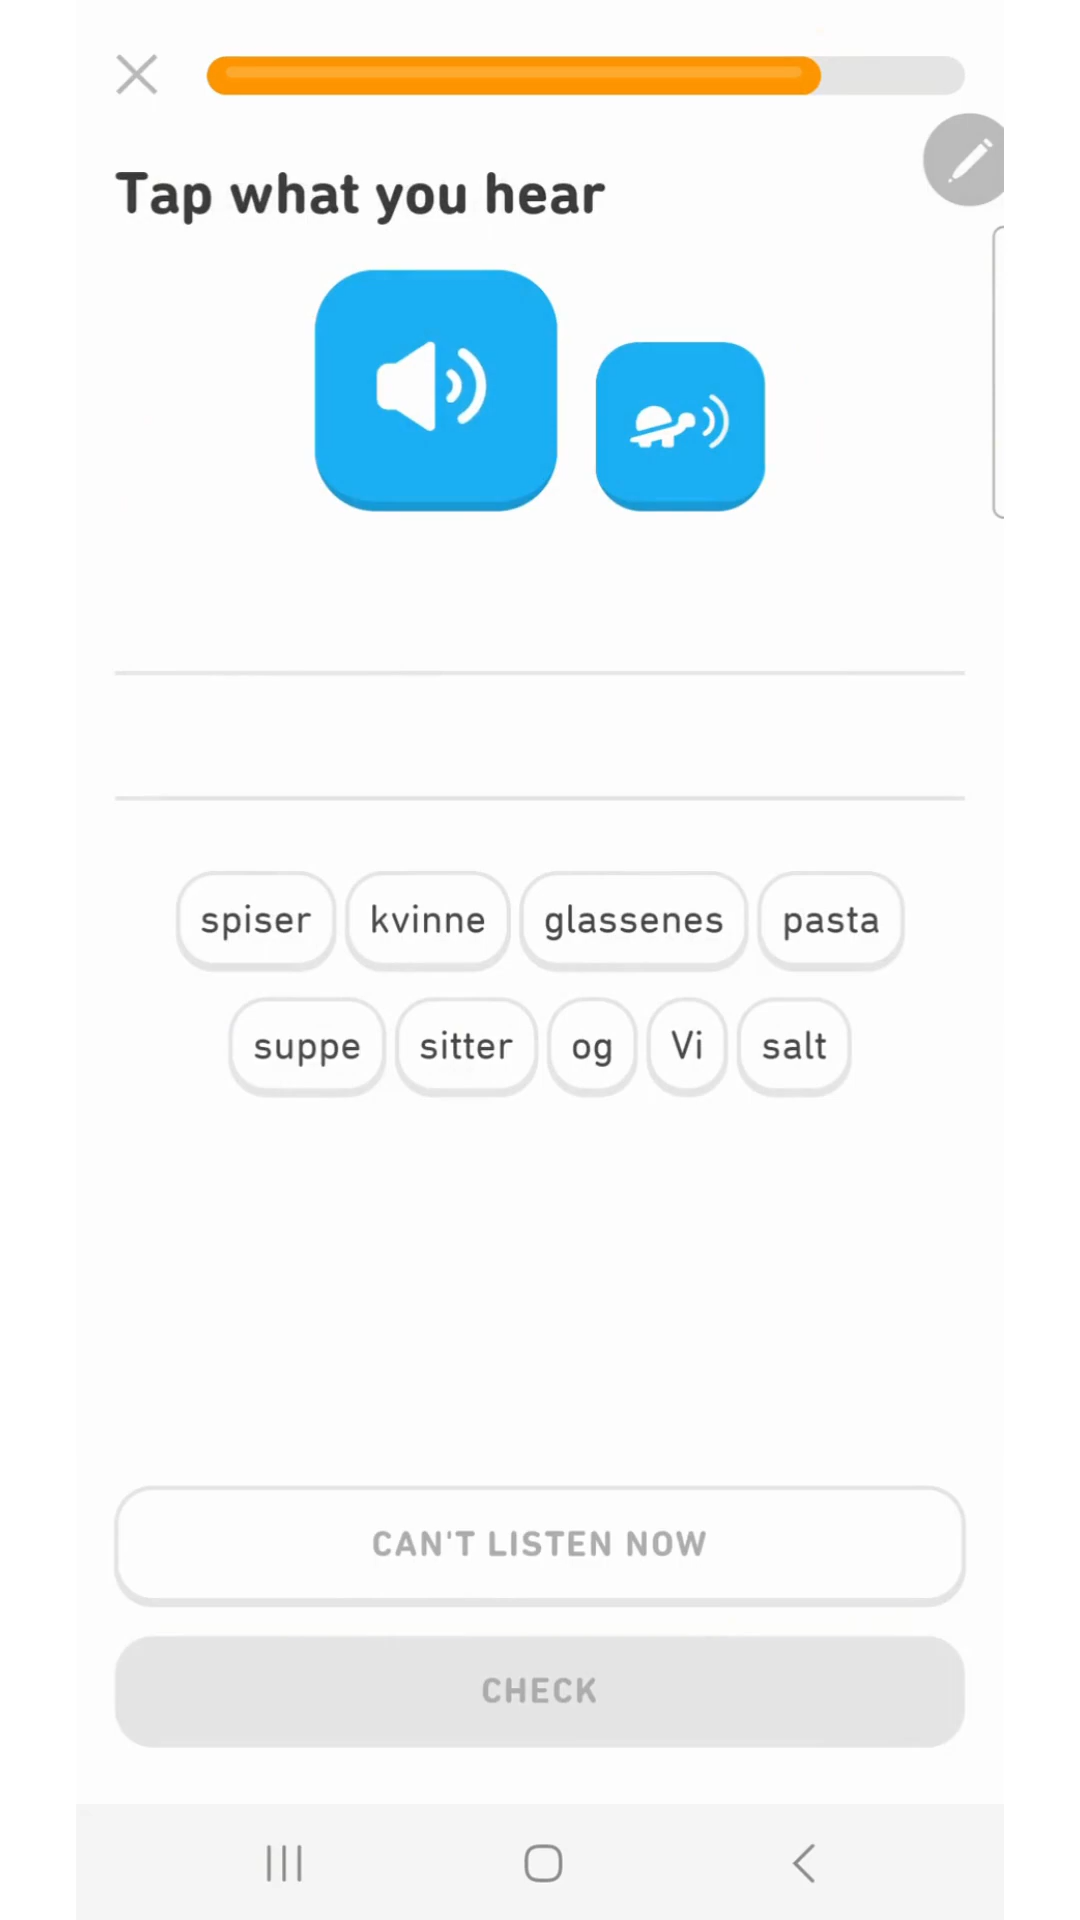 Tap what you hear
spiser kvinne glassenes pasta
suppe sitter og Vi salt
CAN'T LISTEN NOW
CHECK